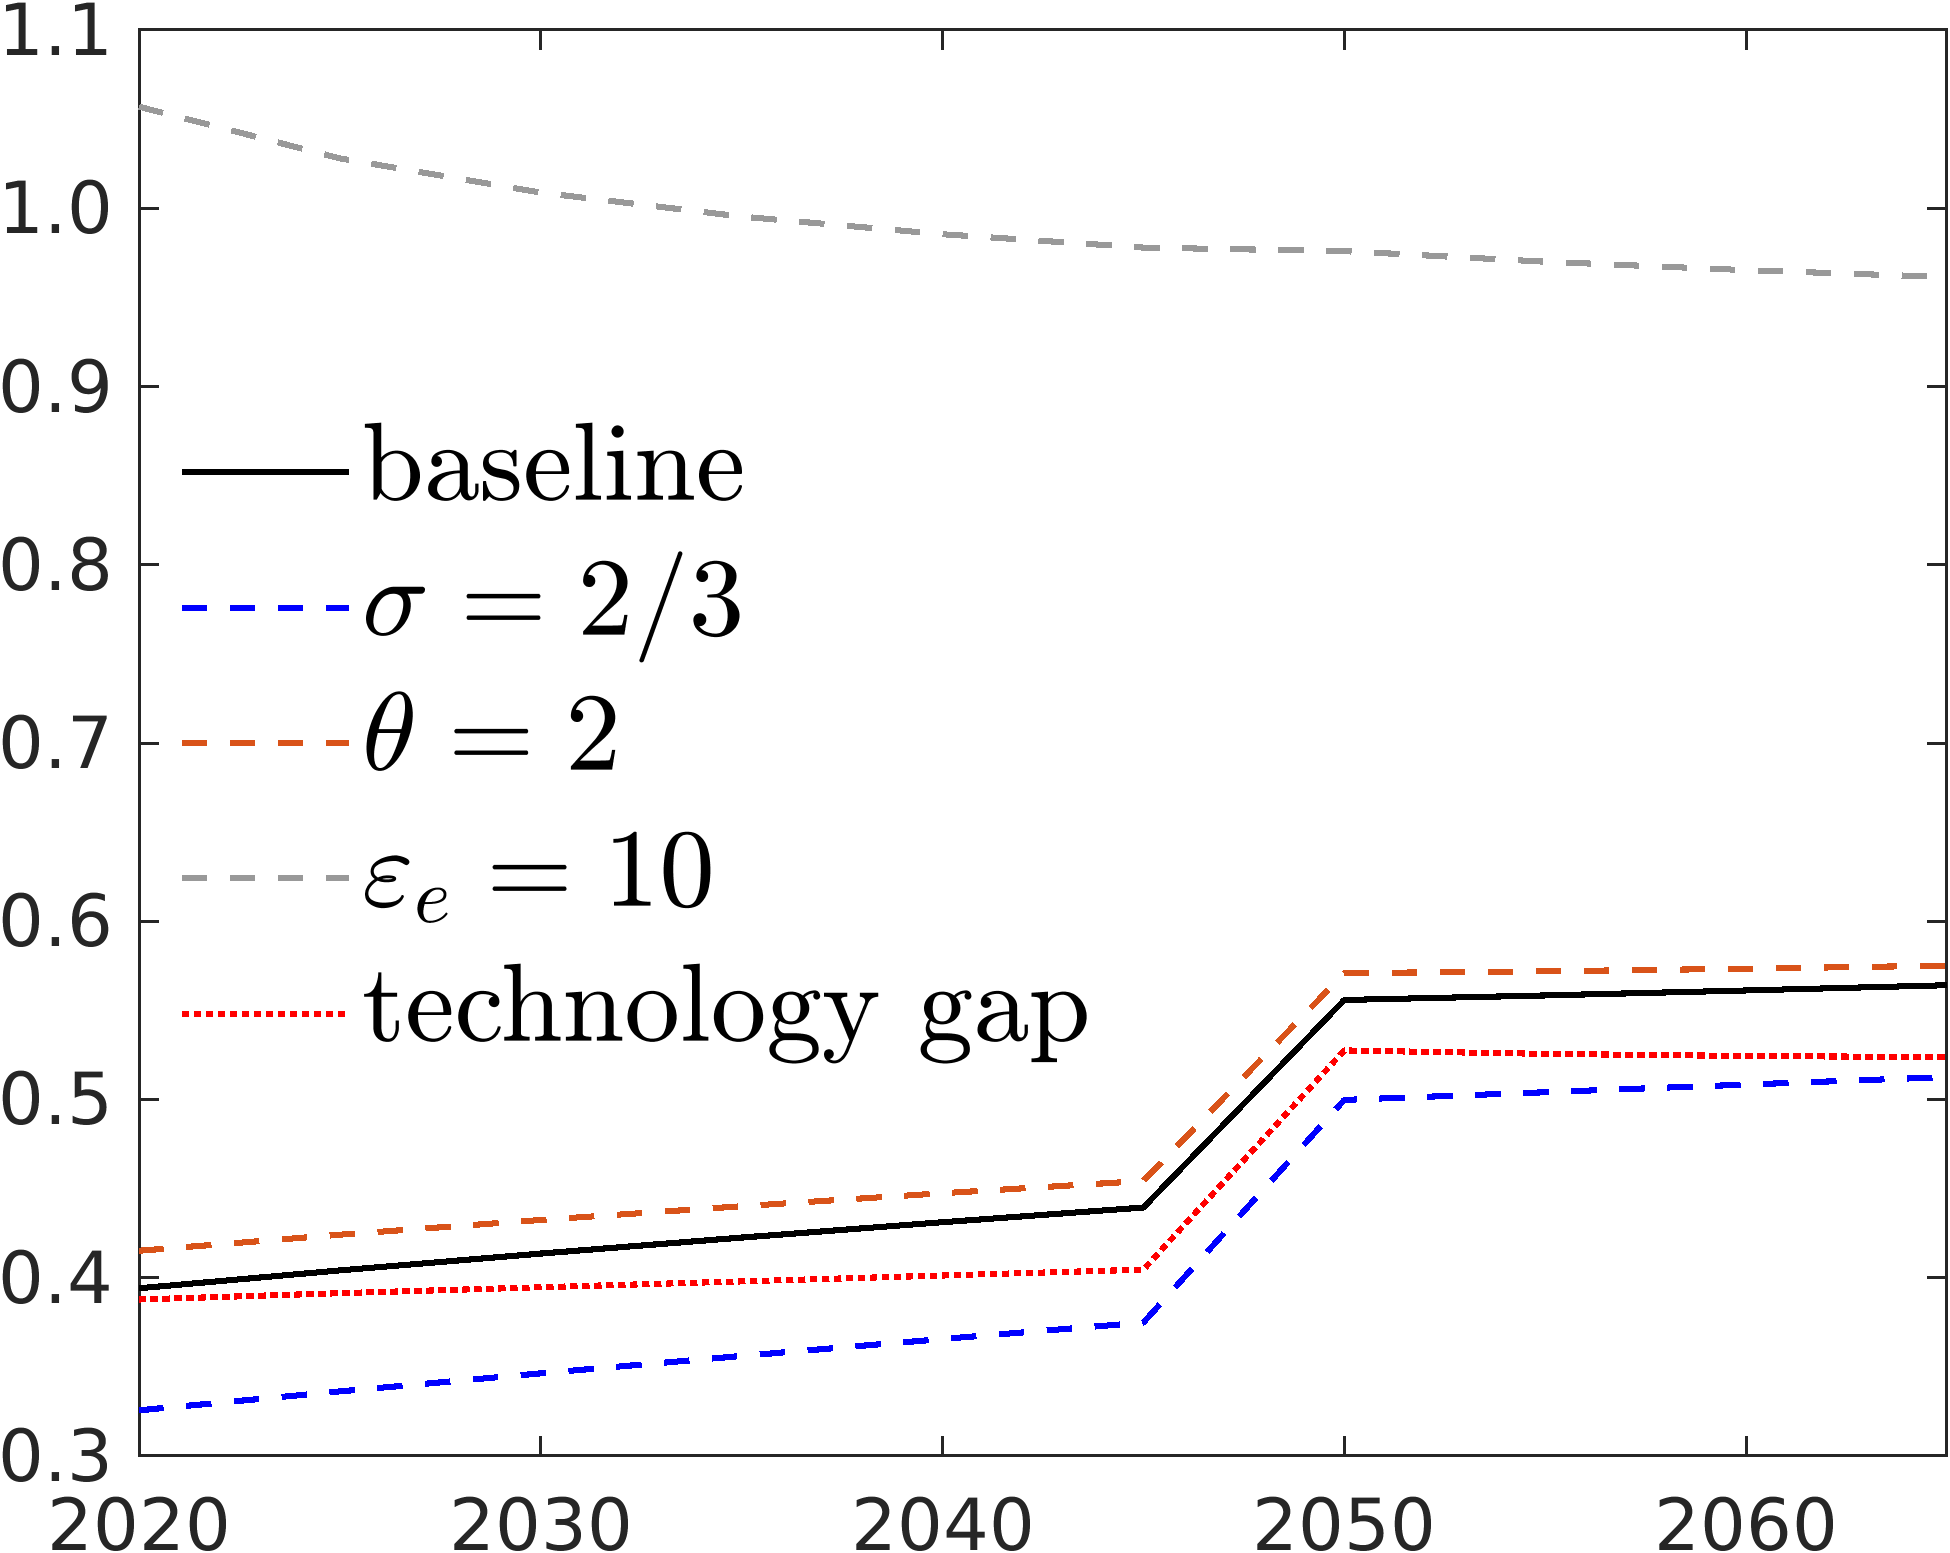 1.1
1.0
0.9
0.8
0.7
0.6
0.5
0.4
0.3
baseline
σ = 2/3
θ = 2
εₑ = 10
technology gap
2020 2030 2040 2050 2060